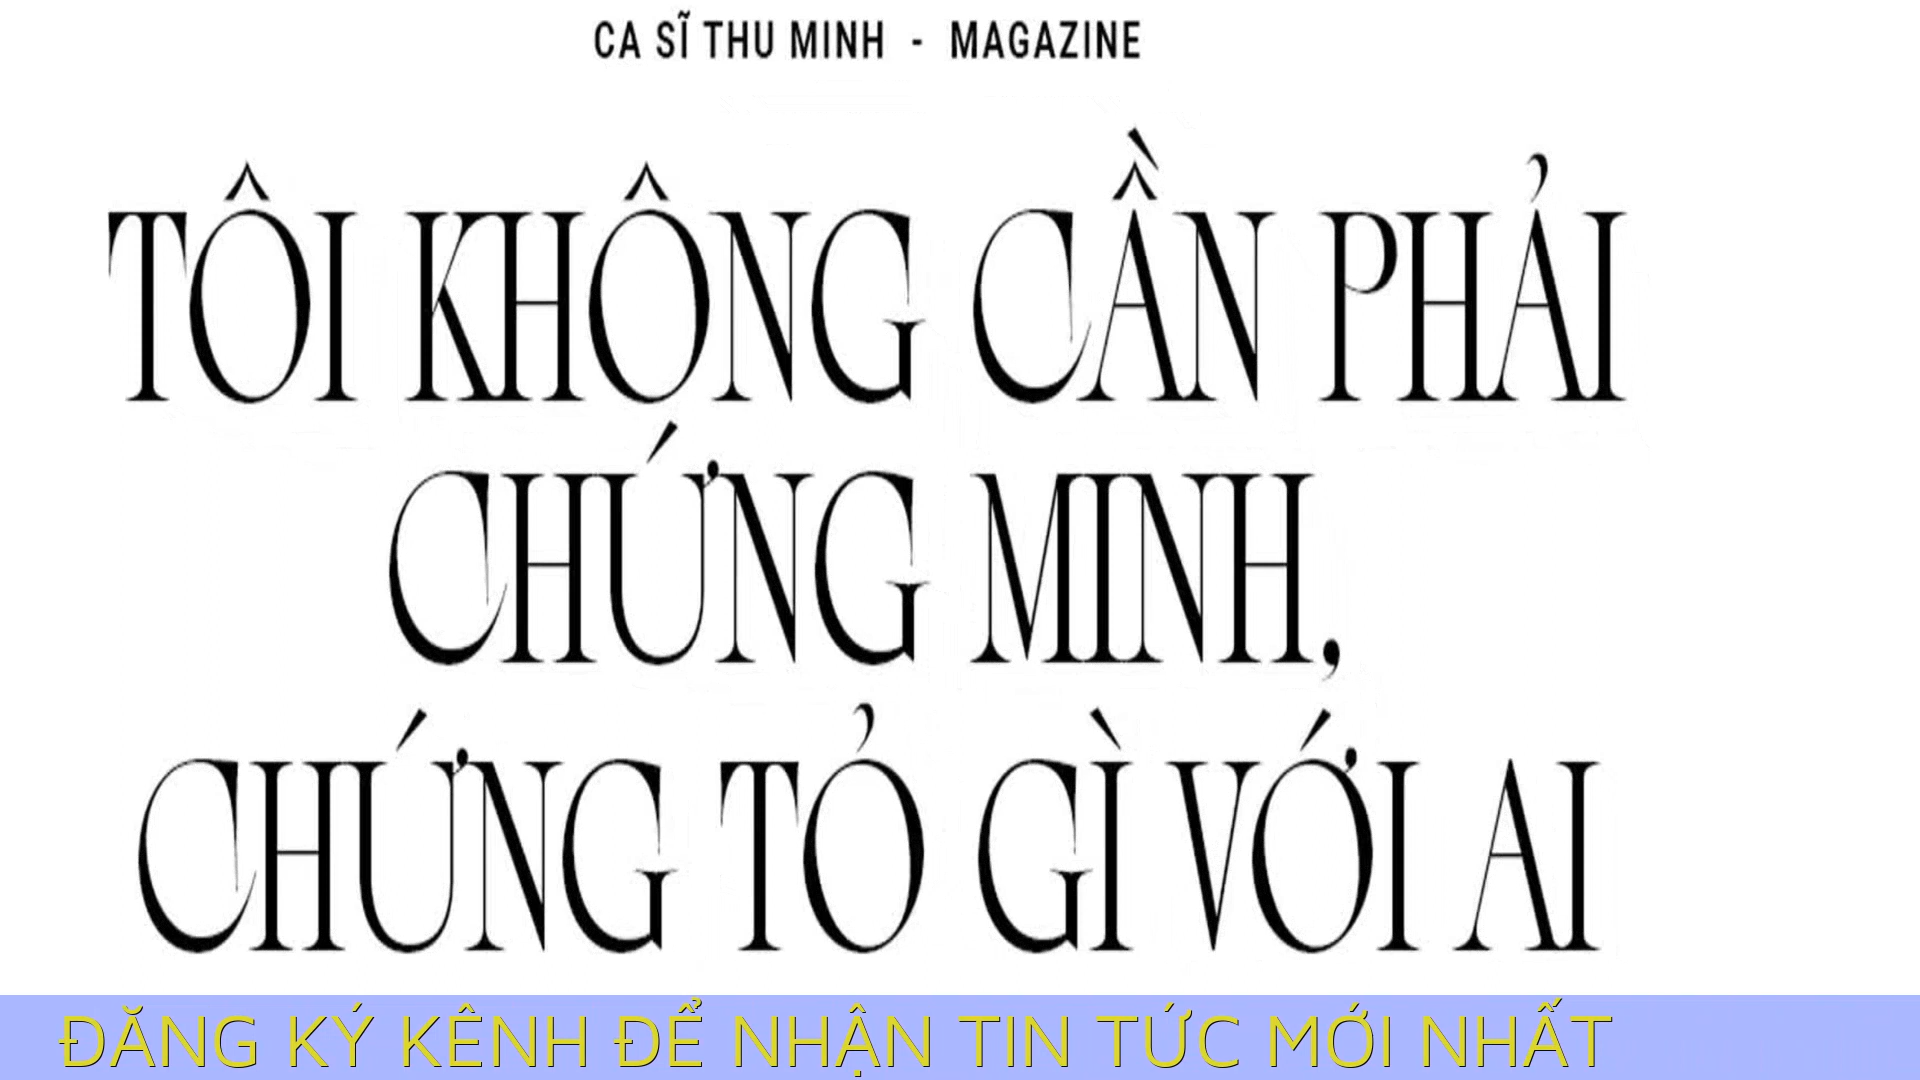 CA SĨ THU MINH - MAGAZINE
TÔI KHÔNG CẦN PHẢI
CHỨNG MINH,
CHỨNG TỎ GÌ VỚI AI
ĐĂNG KÝ KÊNH ĐỂ NHẬN TIN TỨC MỚI NHẤT